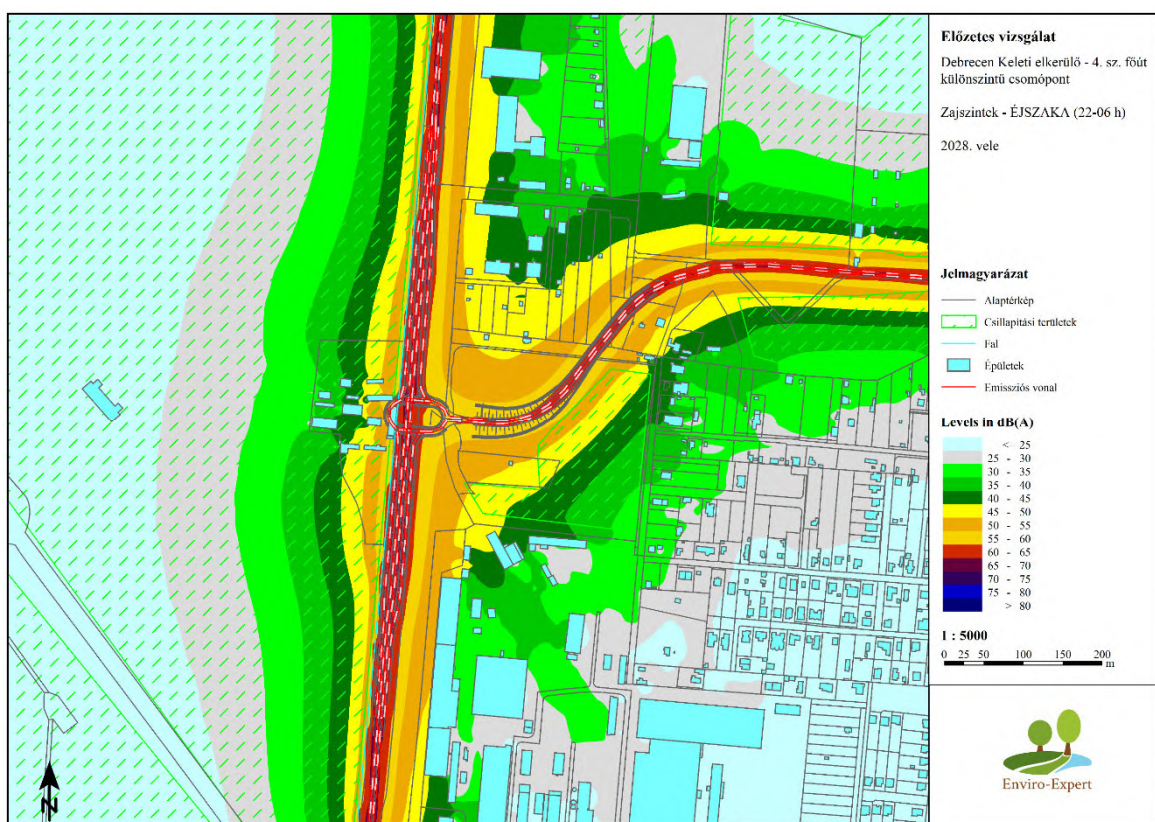 Előzetes vizsgálat
Debrecen Keleti elkerülő - 4. sz. főút
különszintű csomópont
Zajszintek - ÉJSZAKA (22-06 h)
2028. vele
Jelmagyarázat
Alaptérkép
Csillapítási területek
Fal
Épületek
Emissziós vonal
Levels in dB(A)
< 25
25 - 30
30 - 35
35 - 40
40 - 45
45 - 50
50 - 55
55 - 60
60 - 65
65 - 70
70 - 75
75 - 80
> 80
1 : 5000
0 25 50 100 150 200
m
Enviro-Expert
N